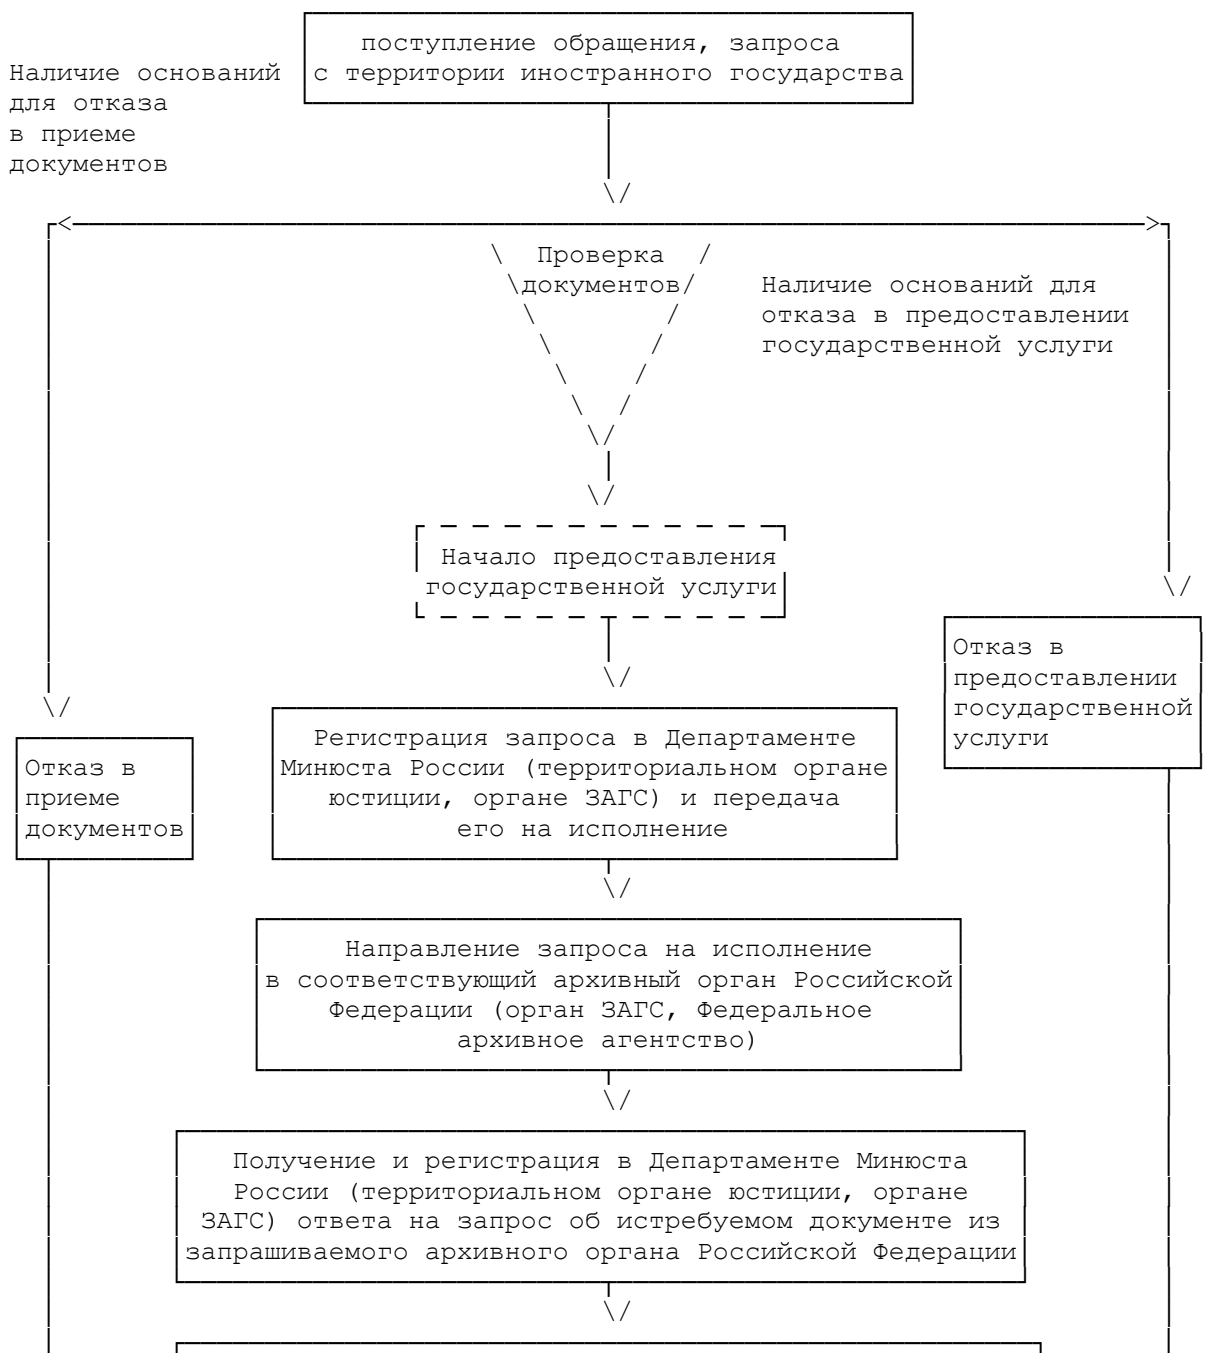 поступление обращения, запроса
с территории иностранного государства
Наличие оснований
для отказа
в приеме
документов
Проверка
документов
Наличие оснований для
отказа в предоставлении
государственной услуги
Начало предоставления
государственной услуги
Отказ в
предоставлении
государственной
услуги
Отказ в
приеме
документов
Регистрация запроса в Департаменте
Минюста России (территориальном органе
юстиции, органе ЗАГС) и передача
его на исполнение
Направление запроса на исполнение
в соответствующий архивный орган Российской
Федерации (орган ЗАГС, Федеральное
архивное агентство)
Получение и регистрация в Департаменте Минюста
России (территориальном органе юстиции, органе
ЗАГС) ответа на запрос об истребуемом документе из
запрашиваемого архивного органа Российской Федерации